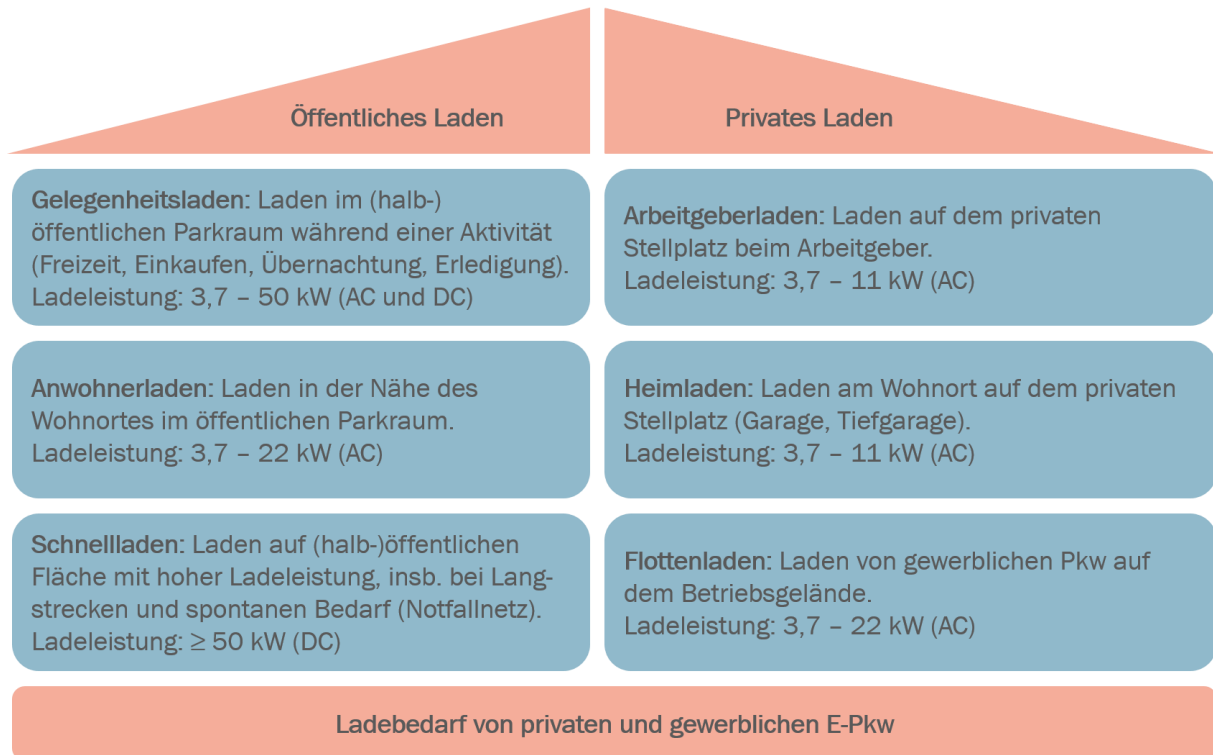 Öffentliches Laden
Privates Laden
Gelegenheitsladen: Laden im (halb-)
öffentlichen Parkraum während einer Aktivität
(Freizeit, Einkaufen, Übernachtung, Erledigung).
Ladeleistung: 3,7 – 50 kW (AC und DC)
Arbeitgeberladen: Laden auf dem privaten
Stellplatz beim Arbeitgeber.
Ladeleistung: 3,7 – 11 kW (AC)
Anwohnerladen: Laden in der Nähe des
Wohnortes im öffentlichen Parkraum.
Ladeleistung: 3,7 – 22 kW (AC)
Heimladen: Laden am Wohnort auf dem privaten
Stellplatz (Garage, Tiefgarage).
Ladeleistung: 3,7 – 11 kW (AC)
Schnellladen: Laden auf (halb-)öffentlichen
Fläche mit hoher Ladeleistung, insb. bei Lang-
strecken und spontanen Bedarf (Notfallnetz).
Ladeleistung: ≥ 50 kW (DC)
Flottenladen: Laden von gewerblichen Pkw auf
dem Betriebsgelände.
Ladeleistung: 3,7 – 22 kW (AC)
Ladebedarf von privaten und gewerblichen E-Pkw